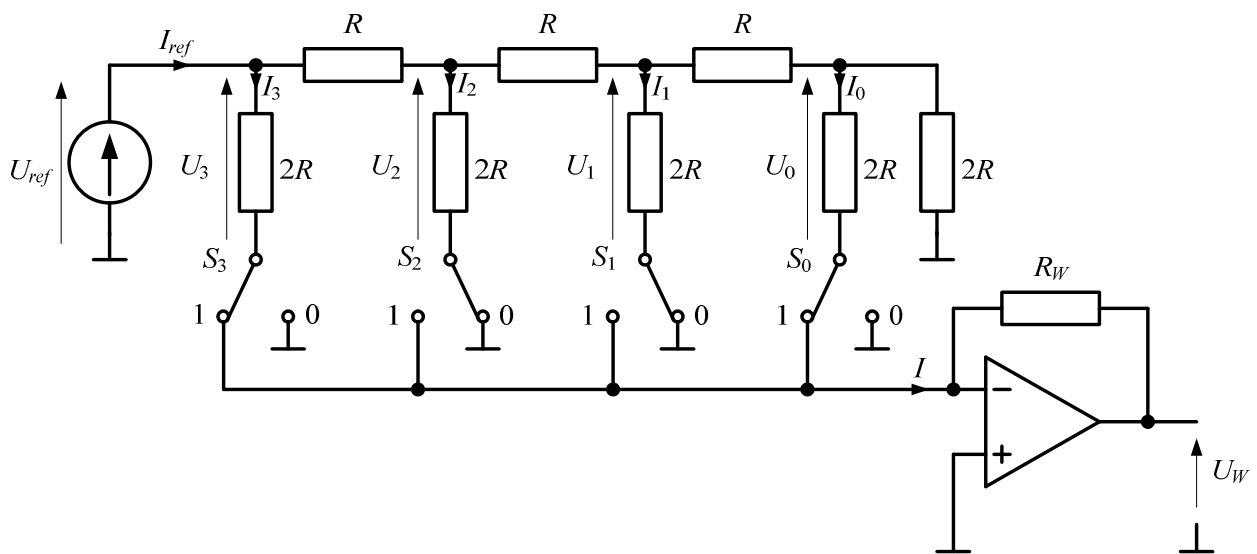 R R R
I_ref
I_3 I_2 I_1 I_0
U_ref U_3 2R U_2 2R U_1 2R U_0 2R 2R
S_3 S_2 S_1 S_0
R_W
1 0 1 0 1 0 1 0
I
−
+
U_W